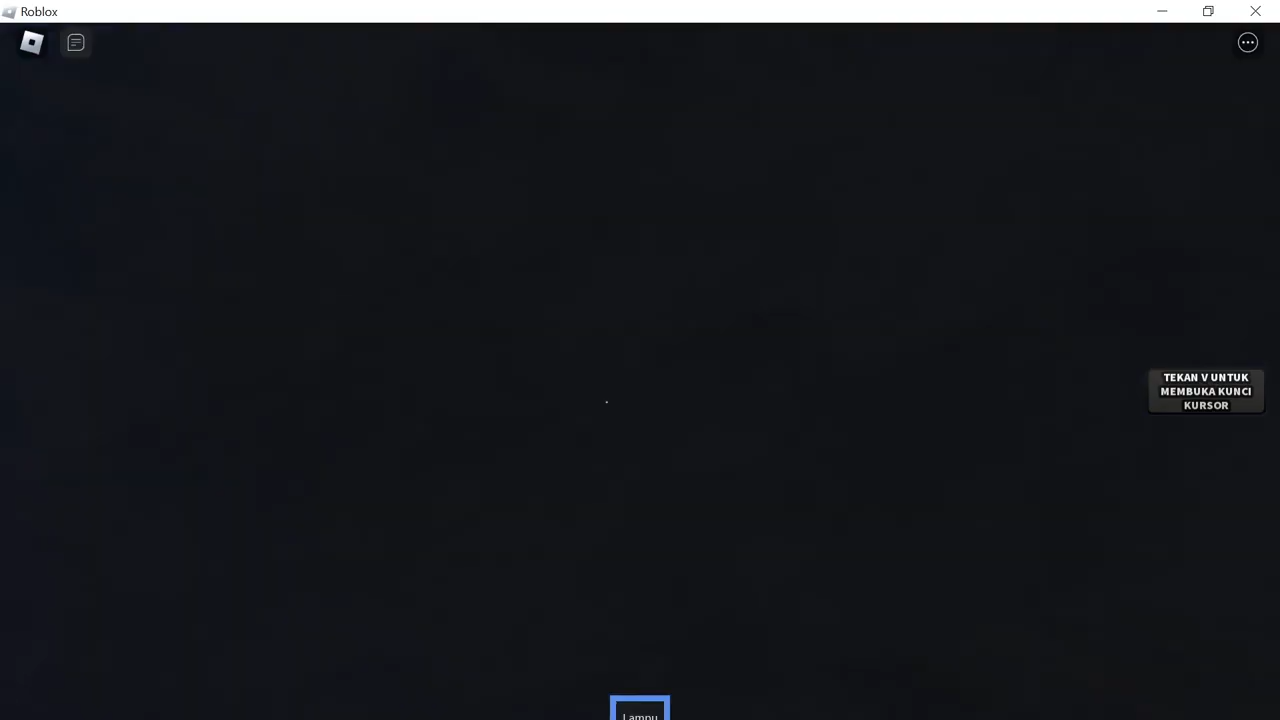 Roblox
TEKAN V UNTUK
MEMBUKA KUNCI
KURSOR
Lampu